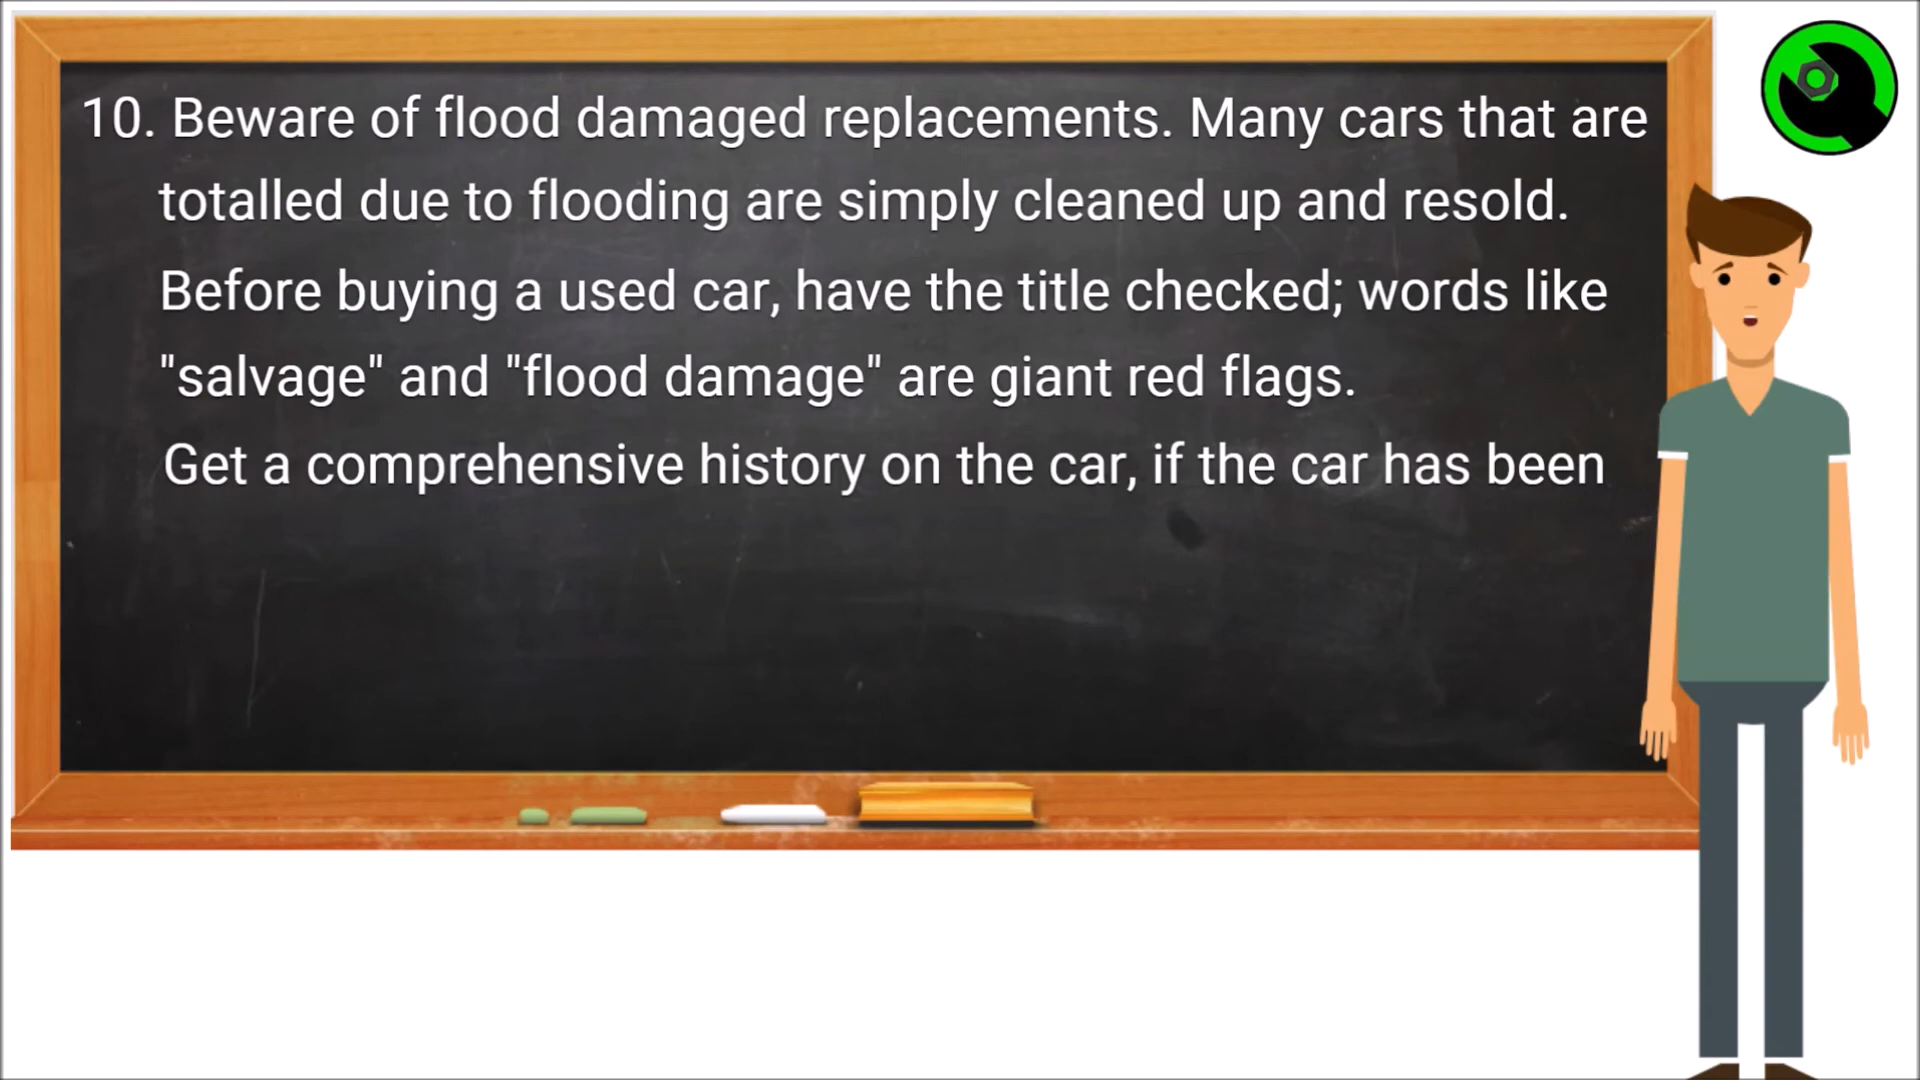 10. Beware of flood damaged replacements. Many cars that are
totalled due to flooding are simply cleaned up and resold.
Before buying a used car, have the title checked; words like
"salvage" and "flood damage" are giant red flags.
Get a comprehensive history on the car, if the car has been